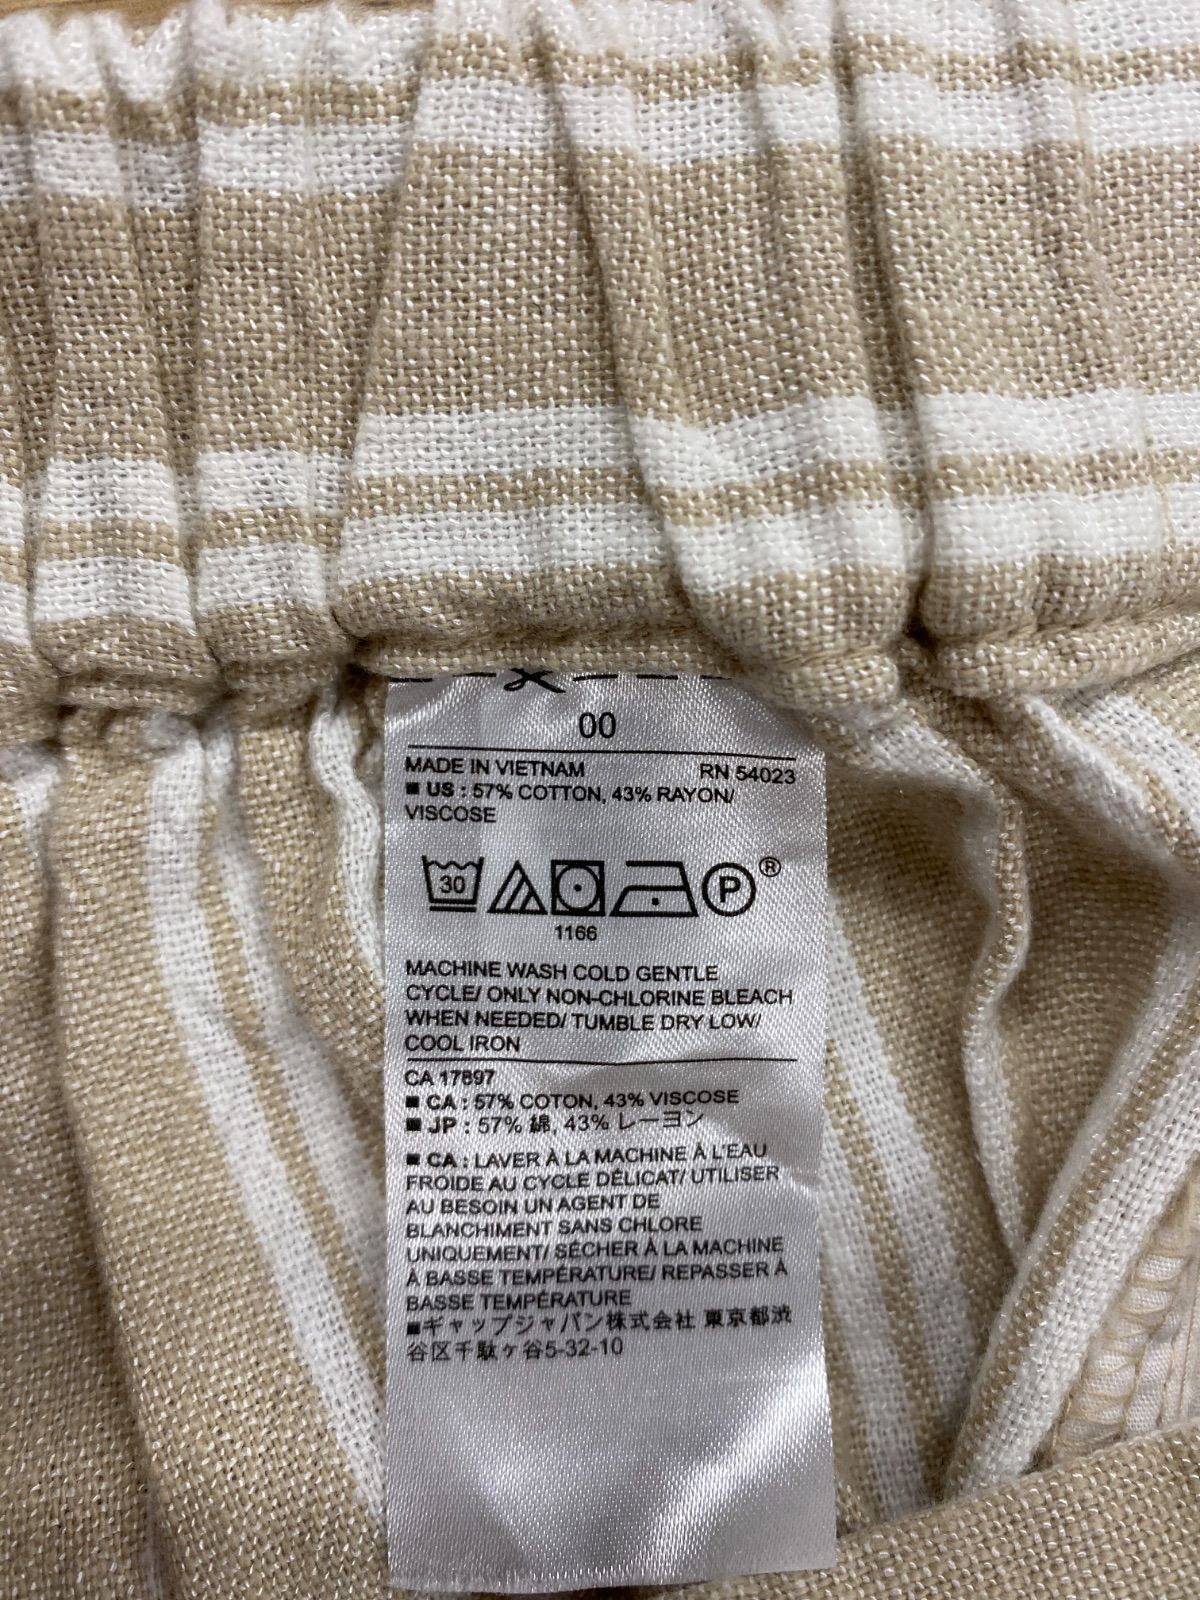 00
MADE IN VIETNAM RN 54023
■ US : 57% COTTON, 43% RAYON/
VISCOSE
30 P ®
1166
MACHINE WASH COLD GENTLE
CYCLE/ ONLY NON-CHLORINE BLEACH
WHEN NEEDED/ TUMBLE DRY LOW/
COOL IRON
CA 17897
■ CA : 57% COTON, 43% VISCOSE
■ JP : 57% 綿, 43% レーヨン
■ CA : LAVER À LA MACHINE À L'EAU
FROIDE AU CYCLE DÉLICAT/ UTILISER
AU BESOIN UN AGENT DE
BLANCHIMENT SANS CHLORE
UNIQUEMENT/ SÉCHER À LA MACHINE
À BASSE TEMPÉRATURE/ REPASSER À
BASSE TEMPÉRATURE
■ギャップジャパン株式会社 東京都渋
谷区千駄ヶ谷5-32-10